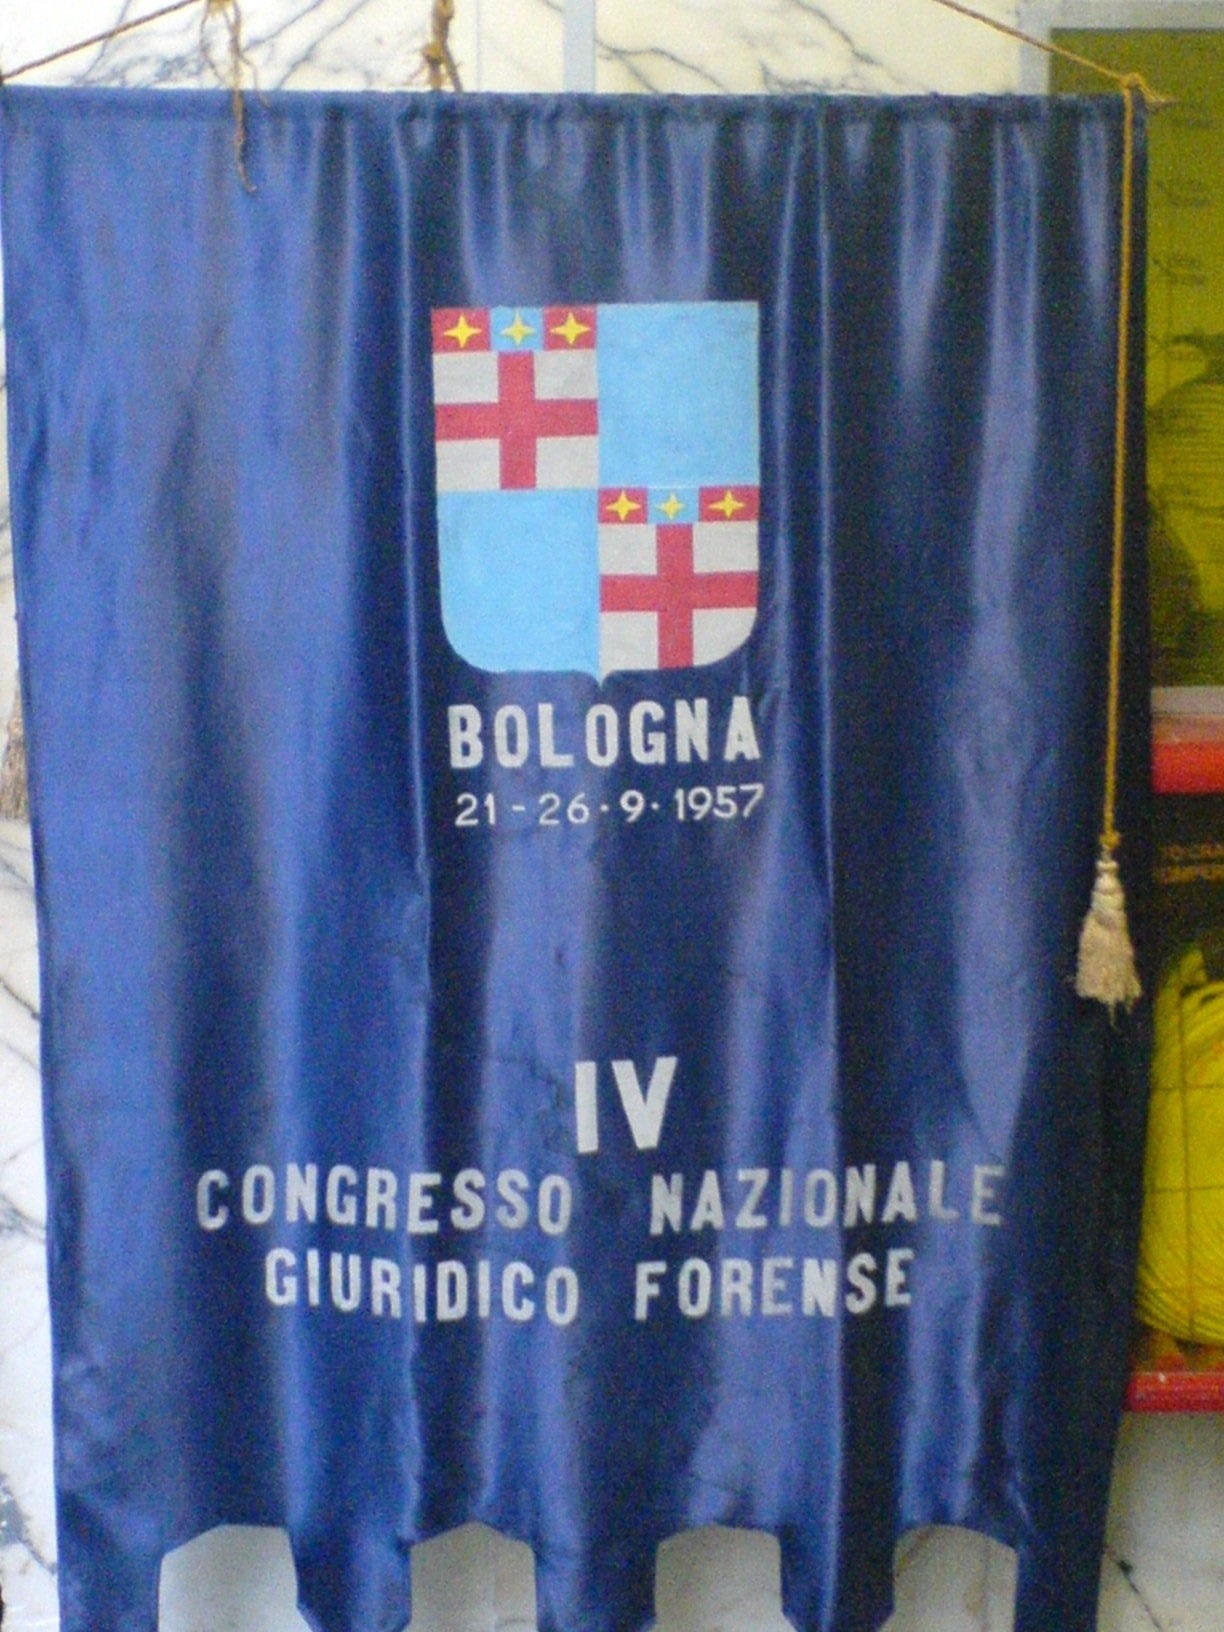 BOLOGNA
21-26·9·1957
IV
CONGRESSO NAZIONALE
GIURIDICO FORENSE